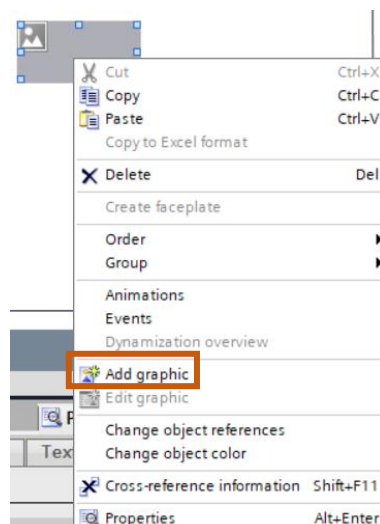 Cut Ctrl+X
Copy Ctrl+C
Paste Ctrl+V
Copy to Excel format
Delete Del
Create faceplate
Order
Group
Animations
Events
Dynamization overview
Add graphic
Edit graphic
P
Change object references
Tex
Change object color
Cross-reference information Shift+F11
Properties Alt+Enter